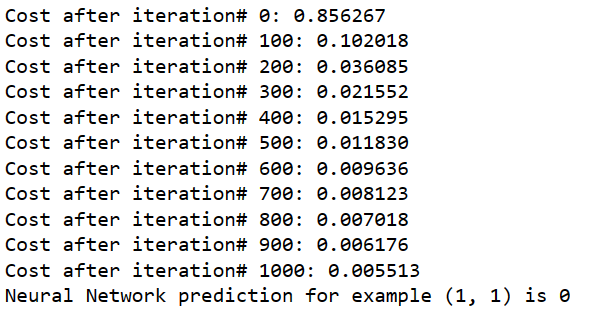 Cost after iteration# 0: 0.856267
Cost after iteration# 100: 0.102018
Cost after iteration# 200: 0.036085
Cost after iteration# 300: 0.021552
Cost after iteration# 400: 0.015295
Cost after iteration# 500: 0.011830
Cost after iteration# 600: 0.009636
Cost after iteration# 700: 0.008123
Cost after iteration# 800: 0.007018
Cost after iteration# 900: 0.006176
Cost after iteration# 1000: 0.005513
Neural Network prediction for example (1, 1) is 0